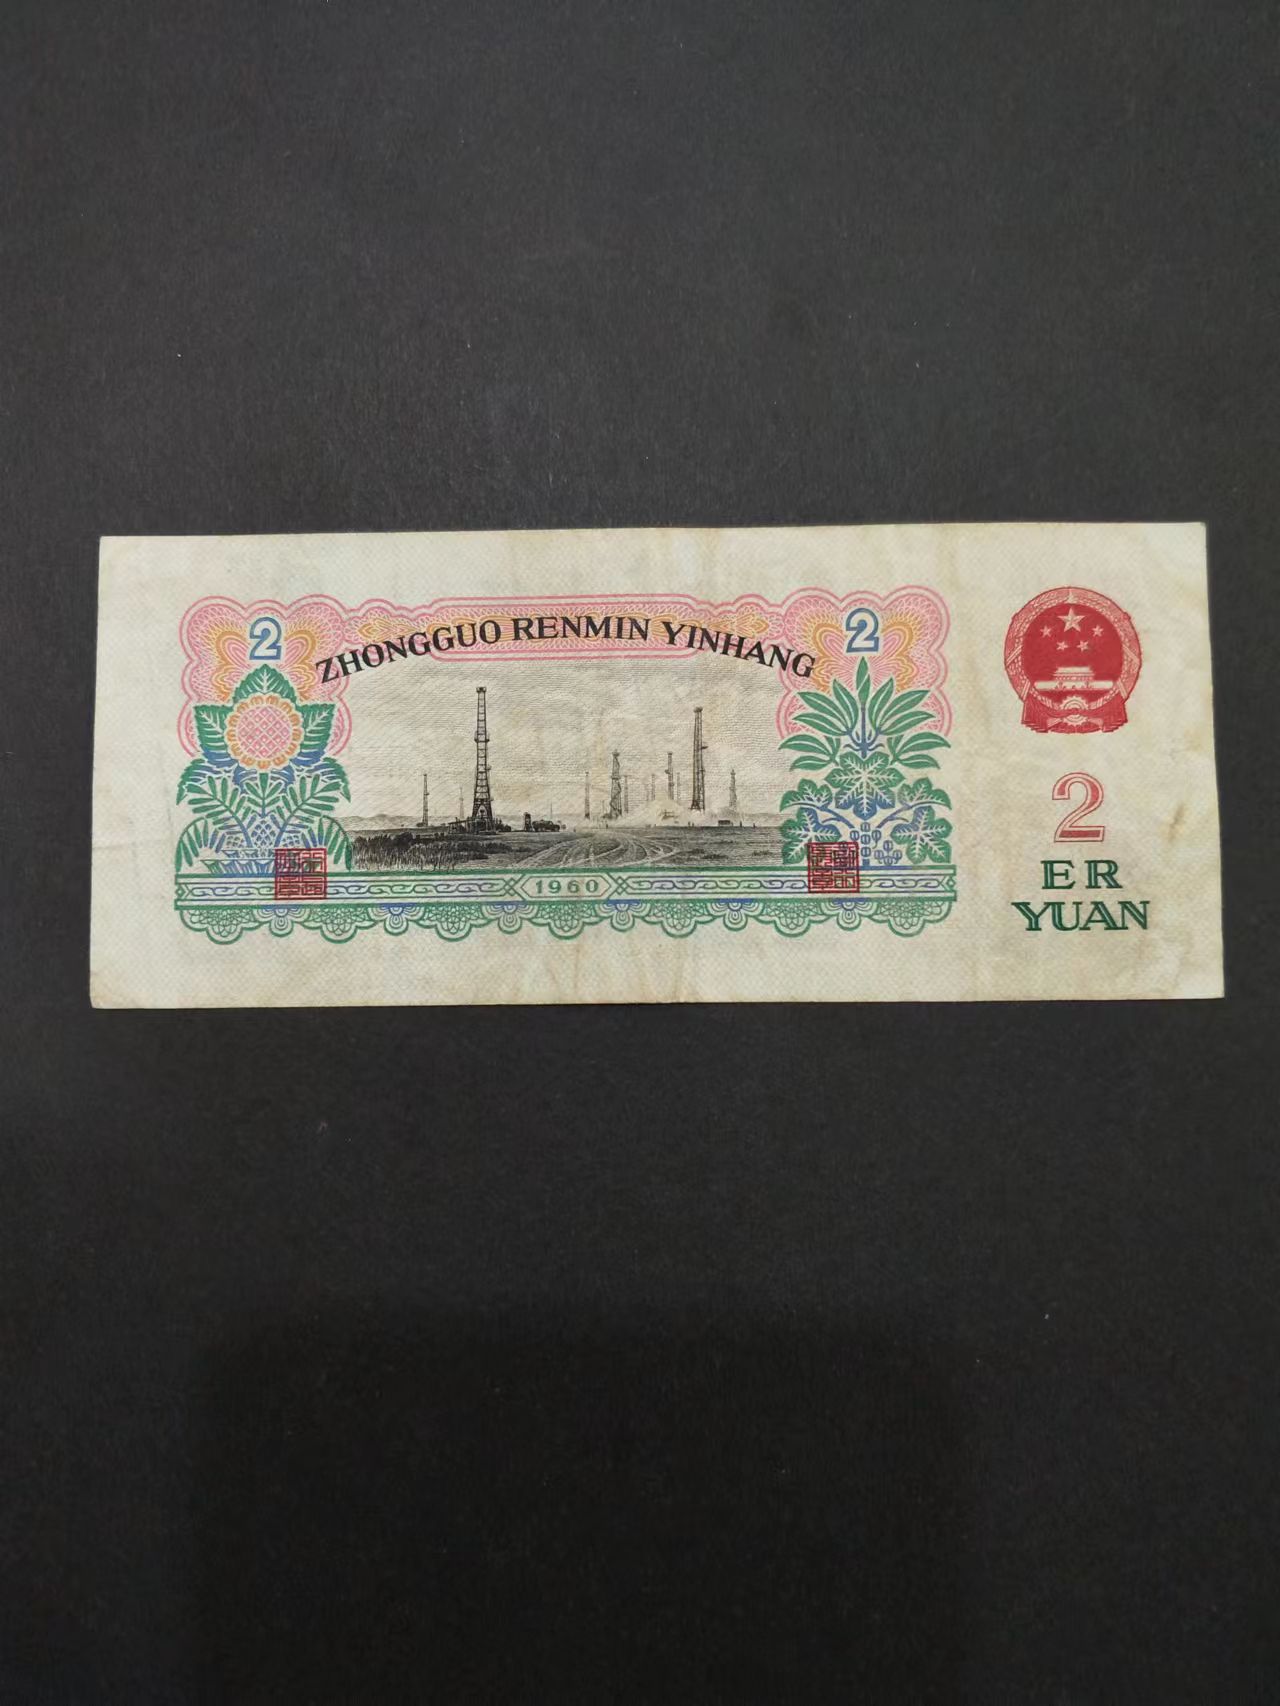 2
ZHONGGUO RENMIN YINHANG
2
1960
2
ER
YUAN